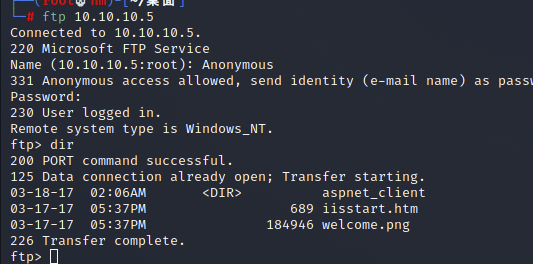 (root💀nm)-[~/桌面]
# ftp 10.10.10.5
Connected to 10.10.10.5.
220 Microsoft FTP Service
Name (10.10.10.5:root): Anonymous
331 Anonymous access allowed, send identity (e-mail name) as
Password:
230 User logged in.
Remote system type is Windows_NT.
ftp> dir
200 PORT command successful.
125 Data connection already open; Transfer starting.
03-18-17  02:06AM       <DIR>          aspnet_client
03-17-17  05:37PM                  689 iisstart.htm
03-17-17  05:37PM               184946 welcome.png
226 Transfer complete.
ftp>